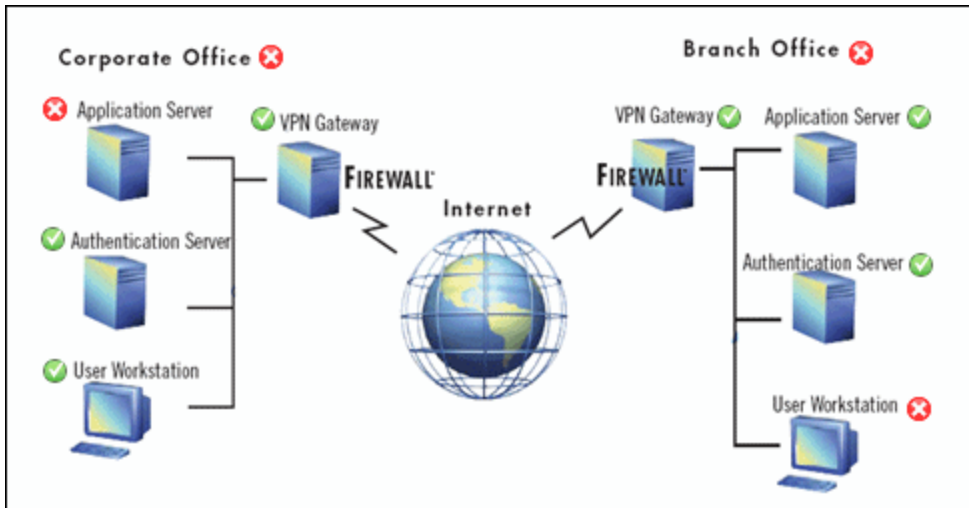 Corporate Office
Application Server
VPN Gateway
FIREWALL
Authentication Server
User Workstation
Internet
Branch Office
VPN Gateway
Application Server
FIREWALL
Authentication Server
User Workstation